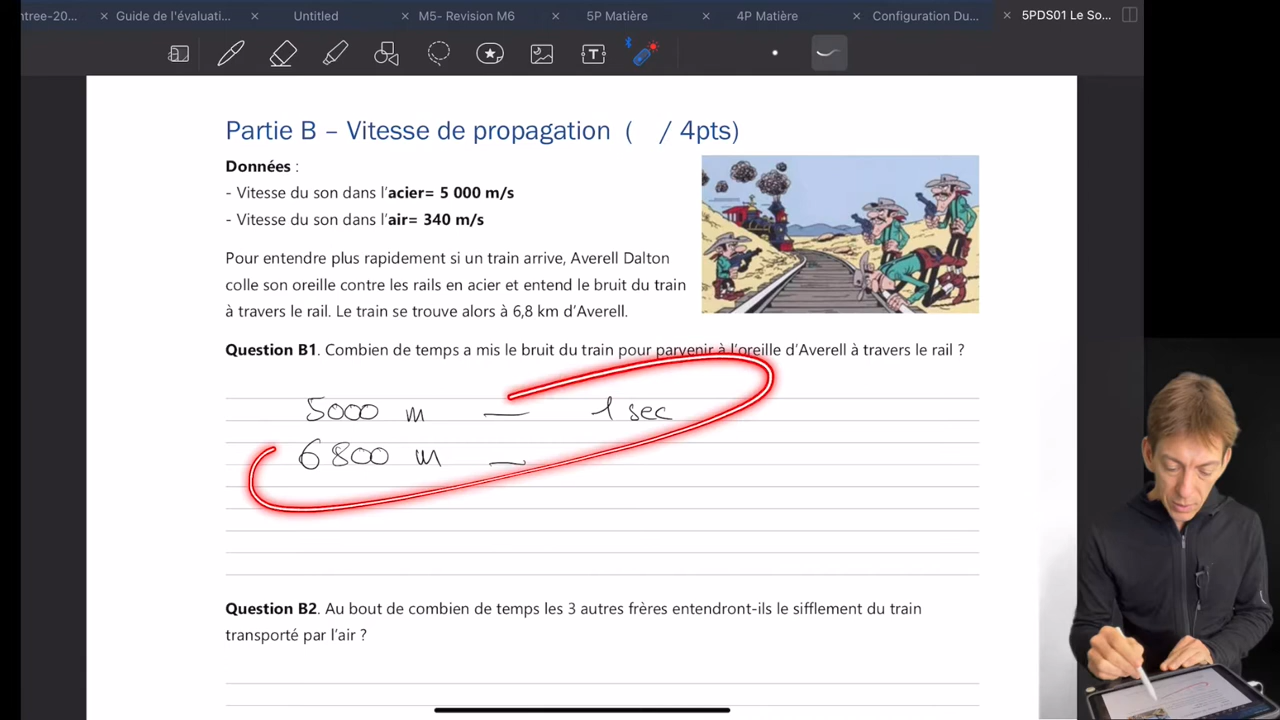 ntree-20...
Guide de l'évaluati...
Untitled
M5- Revision M6
5P Matière
4P Matière
Configuration Du...
5PDS01 Le So...
Partie B – Vitesse de propagation ( / 4pts)
Données :
- Vitesse du son dans l'acier= 5 000 m/s
- Vitesse du son dans l'air= 340 m/s
Pour entendre plus rapidement si un train arrive, Averell Dalton
colle son oreille contre les rails en acier et entend le bruit du train
à travers le rail. Le train se trouve alors à 6,8 km d'Averell.
Question B1. Combien de temps a mis le bruit du train pour parvenir à l'oreille d'Averell à travers le rail ?
5000 m — 1 sec
6800 m —
Question B2. Au bout de combien de temps les 3 autres frères entendront-ils le sifflement du train
transporté par l'air ?